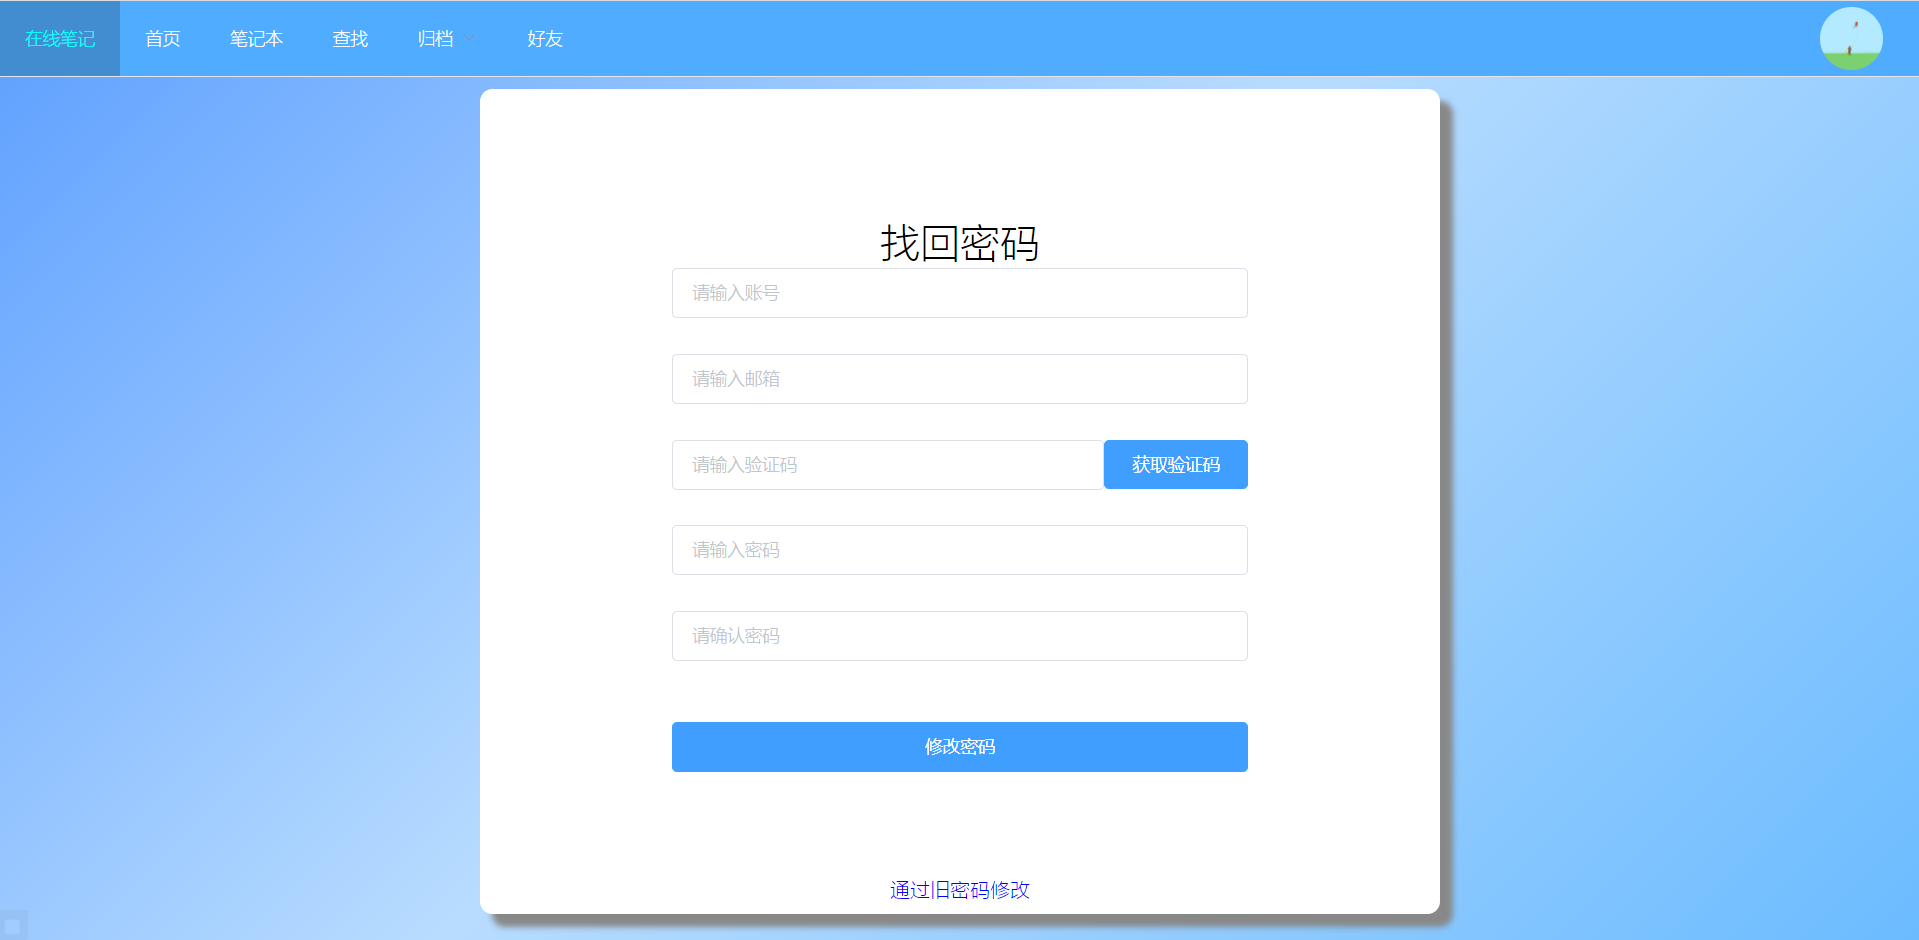 在线笔记 首页 笔记本 查找 归档 好友
找回密码
请输入账号
请输入邮箱
请输入验证码 获取验证码
请输入密码
请确认密码
修改密码
通过旧密码修改